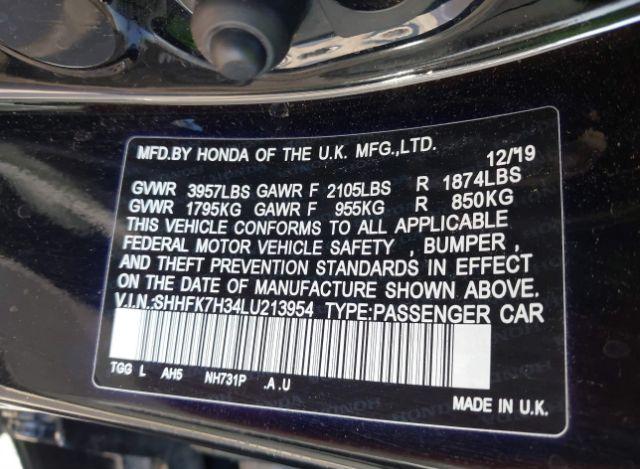 MFD.BY HONDA OF THE U.K. MFG.,LTD. 12/19
GVWR 3957LBS GAWR F 2105LBS R 1874LBS
GVWR 1795KG GAWR F 955KG R 850KG
THIS VEHICLE CONFORMS TO ALL APPLICABLE
FEDERAL MOTOR VEHICLE SAFETY , BUMPER ,
AND THEFT PREVENTION STANDARDS IN EFFECT
ON THE DATE OF MANUFACTURE SHOWN ABOVE.
V.I.N:SHHFK7H34LU213954 TYPE:PASSENGER CAR
TGG L AH5 NH731P .A.U
MADE IN U.K.